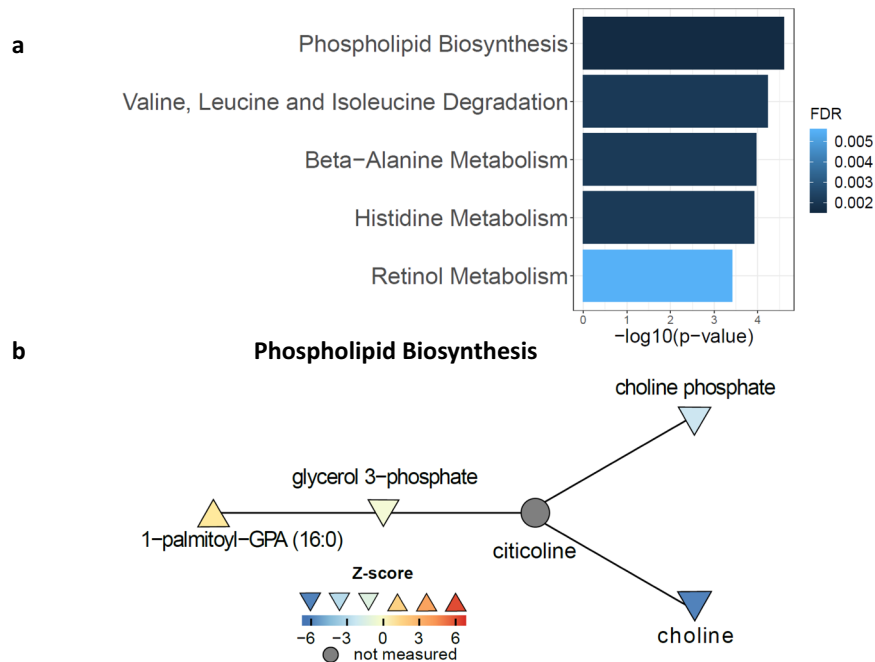 a
Phospholipid Biosynthesis
Valine, Leucine and Isoleucine Degradation
Beta−Alanine Metabolism
Histidine Metabolism
Retinol Metabolism
0 1 2 3 4
−log10(p−value)
FDR
0.005
0.004
0.003
0.002
b
Phospholipid Biosynthesis
choline phosphate
glycerol 3−phosphate
1−palmitoyl−GPA (16:0)
citicoline
choline
Z−score
−6 −3 0 3 6
not measured